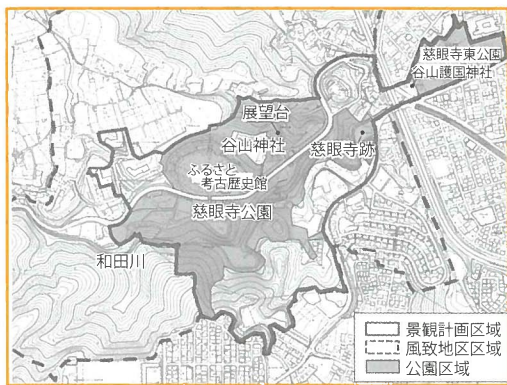 慈眼寺東公園
谷山護国神社
展望台
谷山神社
慈眼寺跡
ふるさと
考古歴史館
慈眼寺公園
和田川
景観計画区域
風致地区区域
公園区域